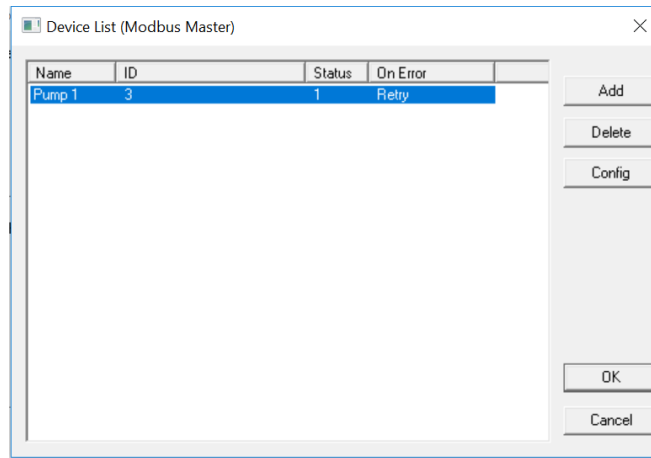 Device List (Modbus Master)
Name ID Status On Error
Pump 1 3 1 Retry
Add
Delete
Config
OK
Cancel